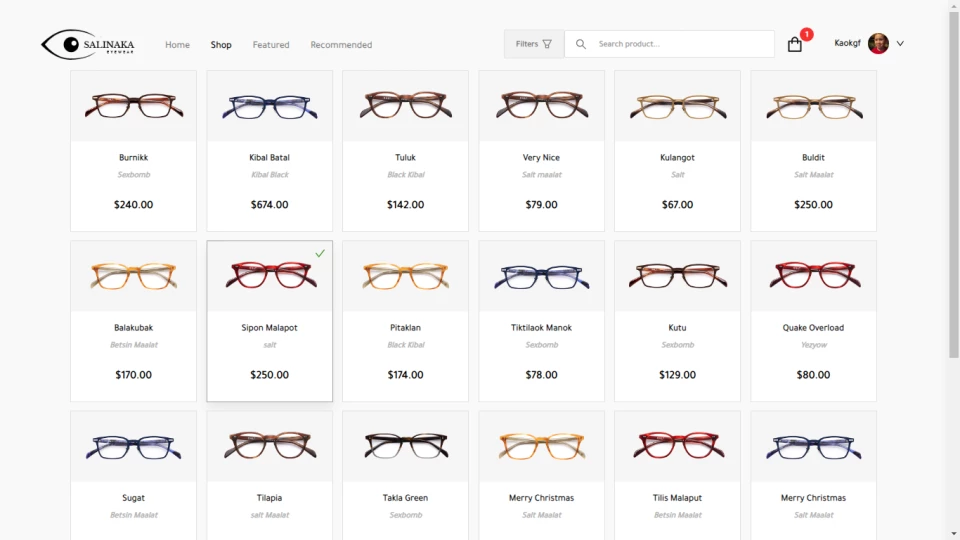 SALINAKA
EYEWEAR
Home
Shop
Featured
Recommended
Filters
Search product...
1
Kaokgf
Burnikk
Sexbomb
$240.00
Kibal Batal
Kibal Black
$674.00
Tuluk
Black Kibal
$142.00
Very Nice
Salt maalat
$79.00
Kulangot
Salt
$67.00
Buldit
Salt Maalat
$250.00
Balakubak
Betsin Maalat
$170.00
Sipon Malapot
salt
$250.00
Pitaklan
Black Kibal
$174.00
Tiktilaok Manok
Sexbomb
$78.00
Kutu
Sexbomb
$129.00
Quake Overload
Yezyow
$80.00
Sugat
Betsin Maalat
Tilapia
salt Maalat
Takla Green
Sexbomb
Merry Christmas
Salt Maalat
Tilis Malaput
Betsin Maalat
Merry Christmas
Salt Maalat